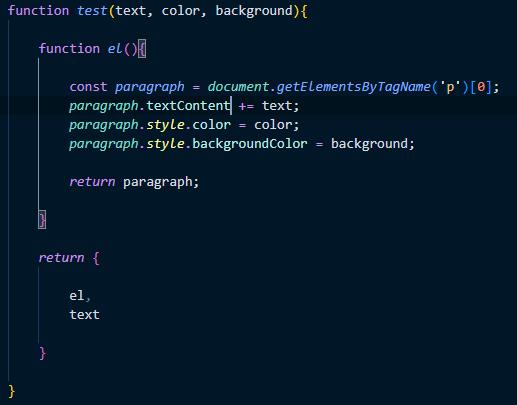 function test(text, color, background){
function el(){
const paragraph = document.getElementsByTagName('p')[0];
paragraph.textContent += text;
paragraph.style.color = color;
paragraph.style.backgroundColor = background;
return paragraph;
}
return {
el,
text
}
}